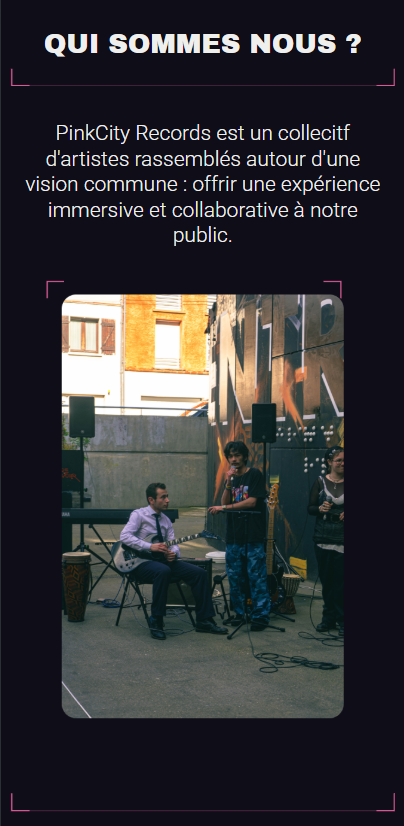 QUI SOMMES NOUS ?
PinkCity Records est un collecitf
d'artistes rassemblés autour d'une
vision commune : offrir une expérience
immersive et collaborative à notre
public.